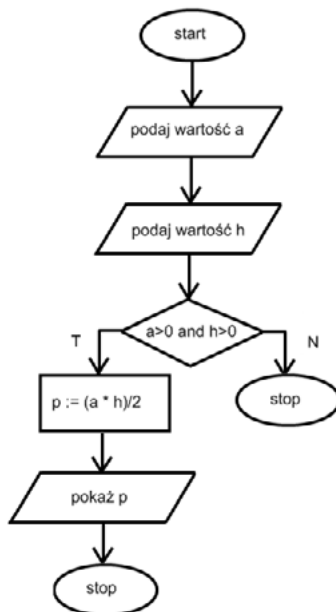 start
podaj wartość a
podaj wartość h
a>0 and h>0
T
N
p := (a * h)/2
stop
pokaż p
stop